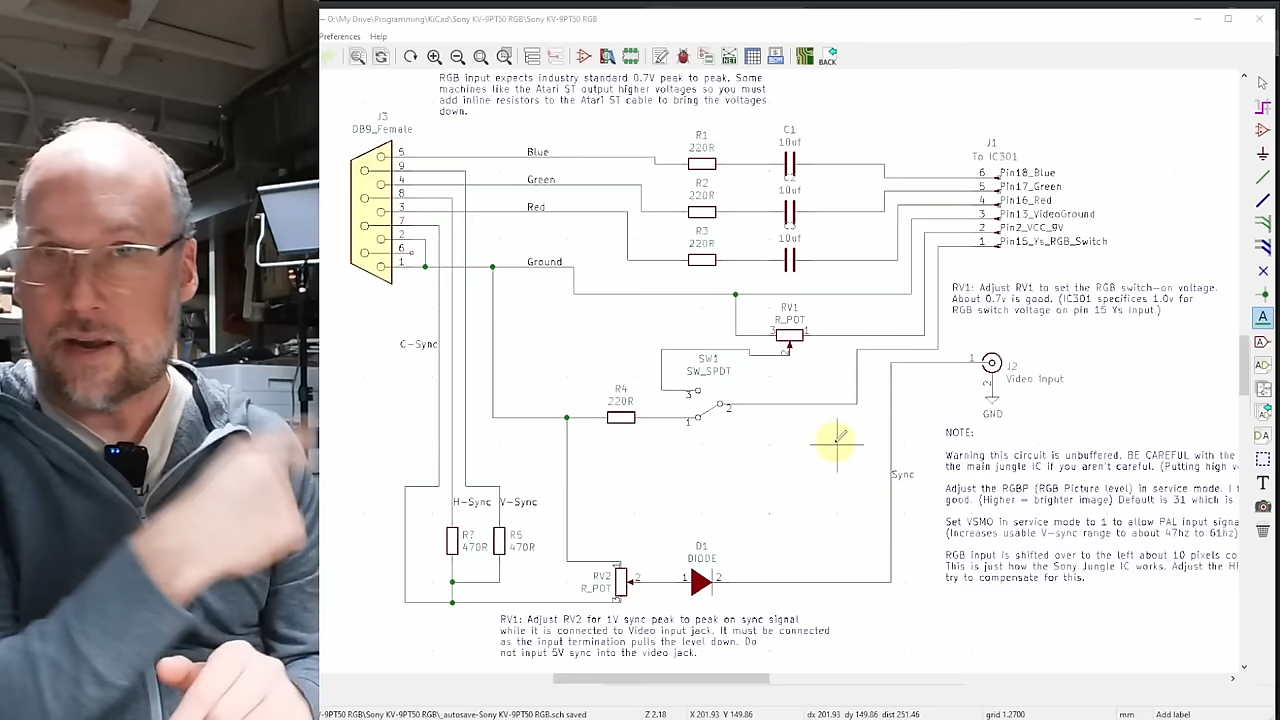 - O:\My Drive\Programming\KiCad\Sony KV-9PT50 RGB\Sony KV-9PT50 RGB
Preferences Help
NET
BOM
BACK
RGB input expects industry standard 0.7V peak to peak. Some
machines like the Atari ST output higher voltages so you must
add inline resistors to the Atari ST cable to bring the voltages
down.
J3
DB9_Female
5
9
4
8
3
7
2
6
1
Blue
Green
Red
Ground
R1
220R
R2
220R
R3
220R
C1
10uf
C2
10uf
C3
10uf
J1
To IC301
6 Pin18_Blue
5 Pin17_Green
4 Pin16_Red
3 Pin13_VideoGround
2 Pin2_VCC_9V
1 Pin15_Ys_RGB_Switch
RV1: Adjust RV1 to set the RGB switch-on voltage.
About 0.7v is good. (IC301 specifices 1.0v for
RGB switch voltage on pin 15 Ys input.)
RV1
R_POT
3 1
2
C-Sync
SW1
SW_SPDT
3
2
1
R4
220R
1
J2
Video Input
2
GND
NOTE:
Warning this circuit is unbuffered. BE CAREFUL with the
the main jungle IC if you aren't careful. (Putting high v
Sync
Adjust the RGBP (RGB Picture level) in service mode. I
good. (Higher = brighter image) Default is 31 which is
Set VSMO in service mode to 1 to allow PAL input signa
(Increases usable V-sync range to about 47hz to 61hz)
RGB input is shifted over to the left about 10 pixels co
This is just how the Sony Jungle IC works. Adjust the H
try to compensate for this.
H-Sync V-Sync
R?
470R
R5
470R
RV2
R_POT
1
2
3
D1
DIODE
1 2
RV1: Adjust RV2 for 1V sync peak to peak on sync signal
while it is connected to Video input jack. It must be connected
as the input termination pulls the level down. Do
not input 5V sync into the video jack.
-9PT50 RGB\Sony KV-9PT50 RGB\_autosave-Sony KV-9PT50 RGB.sch saved
Z 2.18
X 201.93 Y 149.86
dx 201.93 dy 149.86 dist 251.46
grid 1.2700
mm
Add label